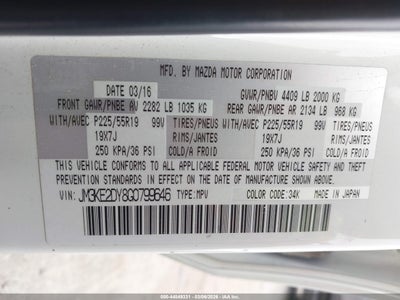 MFD. BY MAZDA MOTOR CORPORATION
DATE 03/16 GVWR/PNBV 4409 LB 2000 KG
FRONT GAWR/PNBE AV 2282 LB 1035 KG REAR GAWR/PNBE AR 2134 LB 968 KG
WITH/AVEC P225/55R19 99V TIRES/PNEUS WITH/AVEC P225/55R19 99V TIRES/PNEUS
19X7J RIMS/JANTES 19X7J RIMS/JANTES
250 KPA/36 PSI COLD/A FROID 250 KPA/36 PSI COLD/A FROID
THIS VEHICLE CONFORMS TO ALL APPLICABLE FEDERAL MOTOR VEHICLE SAFETY
STANDARDS IN EFFECT ON THE DATE OF MANUFACTURE SHOWN ABOVE.
VIN: JM3KE2DY8G0799646 TYPE:MPV COLOR CODE:34K MADE IN JAPAN